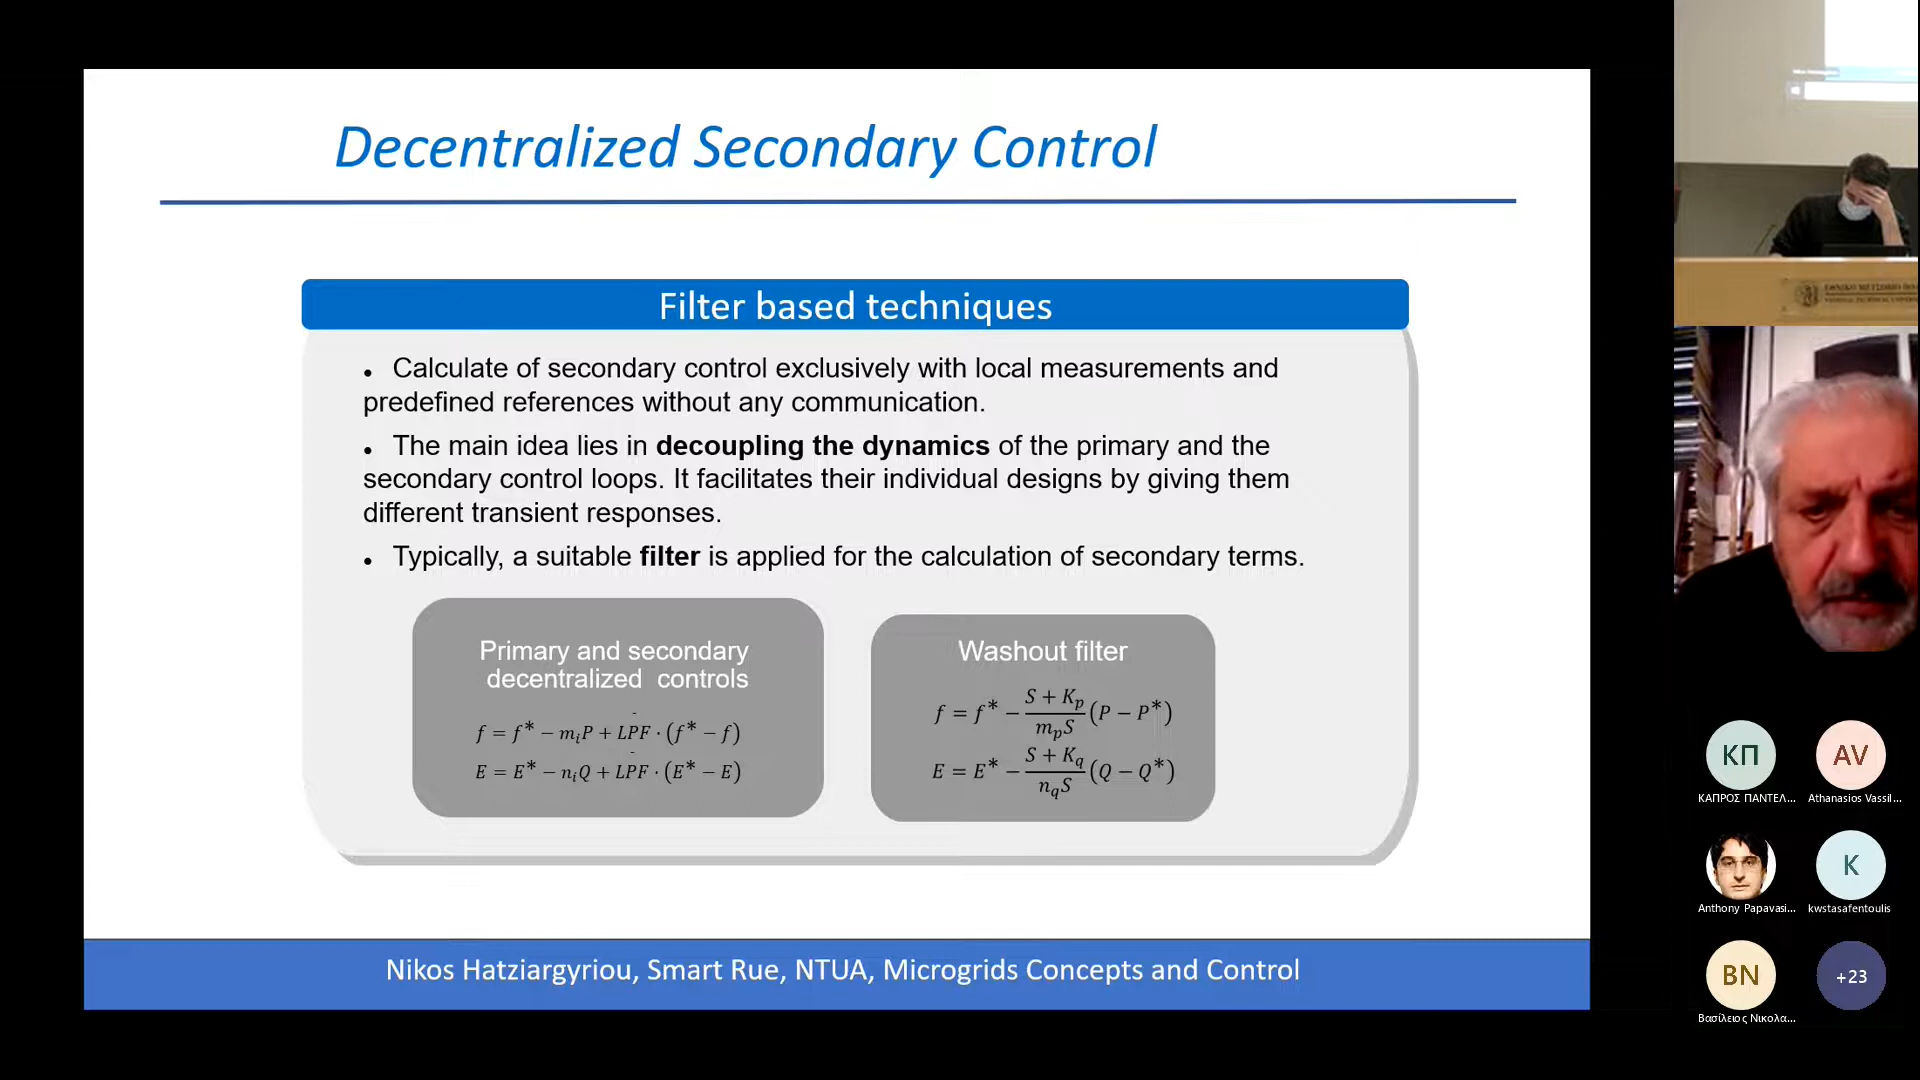 Decentralized Secondary Control
Filter based techniques
• Calculate of secondary control exclusively with local measurements and
predefined references without any communication.
• The main idea lies in decoupling the dynamics of the primary and the
secondary control loops. It facilitates their individual designs by giving them
different transient responses.
• Typically, a suitable filter is applied for the calculation of secondary terms.
Primary and secondary
decentralized controls
f = f* − mᵢP + LPF · (f* − f)
E = E* − nᵢQ + LPF · (E* − E)
Washout filter
f = f* − (S + K_p)/(m_pS) (P − P*)
E = E* − (S + K_q)/(n_qS) (Q − Q*)
Nikos Hatziargyriou, Smart Rue, NTUA, Microgrids Concepts and Control
ΚΠ
AV
ΚΑΠΡΟΣ ΠΑΝΤΕΛ...
Athanasios Vassil...
K
Anthony Papavasi...
kwstasafentoulis
BN
+23
Βασίλειος Νικολα...